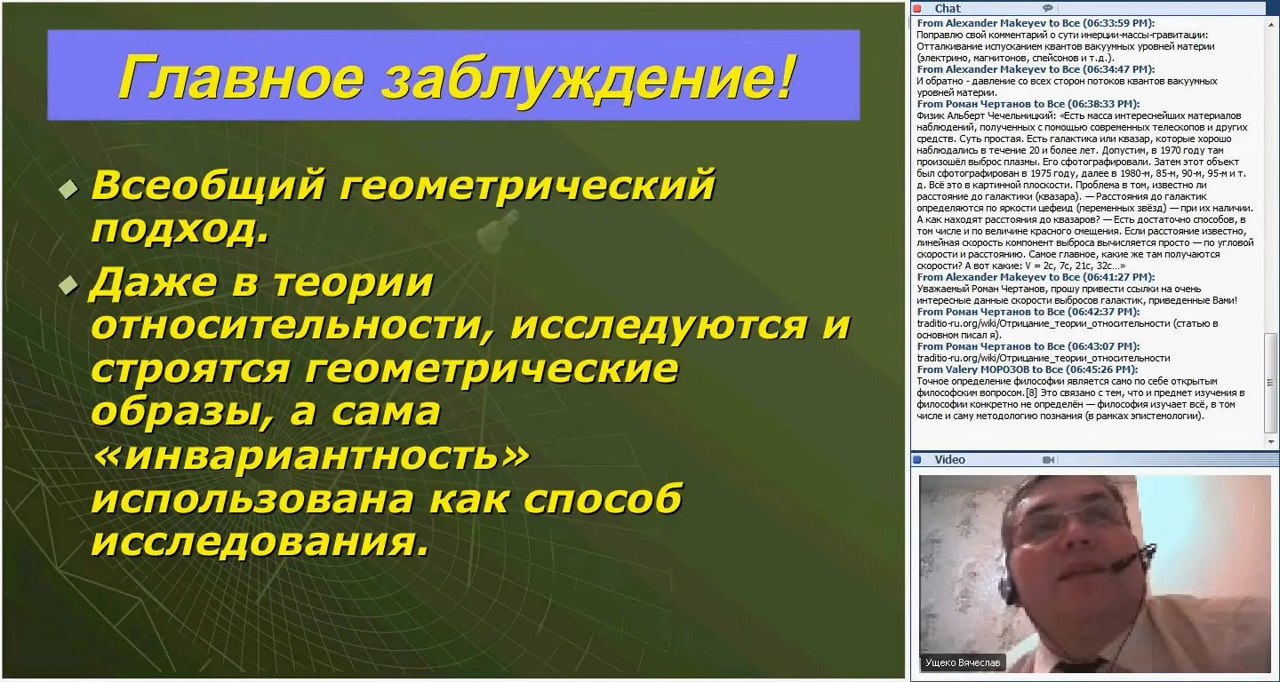 Главное заблуждение!
Всеобщий геометрический
подход.
Даже в теории
относительности, исследуются и
строятся геометрические
образы, а сама
«инвариантность»
использована как способ
исследования.
Chat
From Alexander Makeyev to Все (06:33:59 PM):
Поправлю свой комментарий о сути инерции-массы-гравитации:
Отталкивание испусканием квантов вакуумных уровней материи
(электрино, магнитонов, спейсонов и т.д.).
From Alexander Makeyev to Все (06:34:47 PM):
И обратно - давление со всех сторон потоков квантов вакуумных
уровней материи.
From Роман Чертанов to Все (06:38:33 PM):
Физик Альберт Чечельницкий: «Есть масса интереснейших материалов
наблюдений, полученных с помощью современных телескопов и других
средств. Суть простая. Есть галактика или квазар, которые хорошо
наблюдались в течение 20 и более лет. Допустим, в 1970 году там
произошёл выброс плазмы. Его сфотографировали. Затем этот объект
был сфотографирован в 1975 году, далее в 1980-м, 85-м, 90-м, 95-м и т.
д. Всё это в картинной плоскости. Проблема в том, известно ли
расстояние до галактики (квазара). — Расстояния до галактик
определяются по яркости цефеид (переменных звёзд) — при их наличии.
А как находят расстояния до квазаров? — Есть достаточно способов, в
том числе и по величине красного смещения. Если расстояние известно,
линейная скорость компонент выброса вычисляется просто — по угловой
скорости и расстоянию. Самое главное, какие же там получаются
скорости? А вот какие: V = 2c, 7c, 21c, 32c...»
From Alexander Makeyev to Все (06:41:27 PM):
Уважаемый Роман Чертанов, прошу привести ссылки на очень
интересные данные скорости выбросов галактик, приведенные Вами!
From Роман Чертанов to Все (06:42:37 PM):
traditio-ru.org/wiki/Отрицание_теории_относительности (статью в
основном писал я).
From Роман Чертанов to Все (06:43:07 PM):
traditio-ru.org/wiki/Отрицание_теории_относительности
From Valery МОРОЗОВ to Все (06:45:26 PM):
Точное определение философии является само по себе открытым
философским вопросом.[8] Это связано с тем, что и предмет изучения в
философии конкретно не определён — философия изучает всё, в том
числе и саму методологию познания (в рамках эпистемологии).
Video
Ущеко Вячеслав